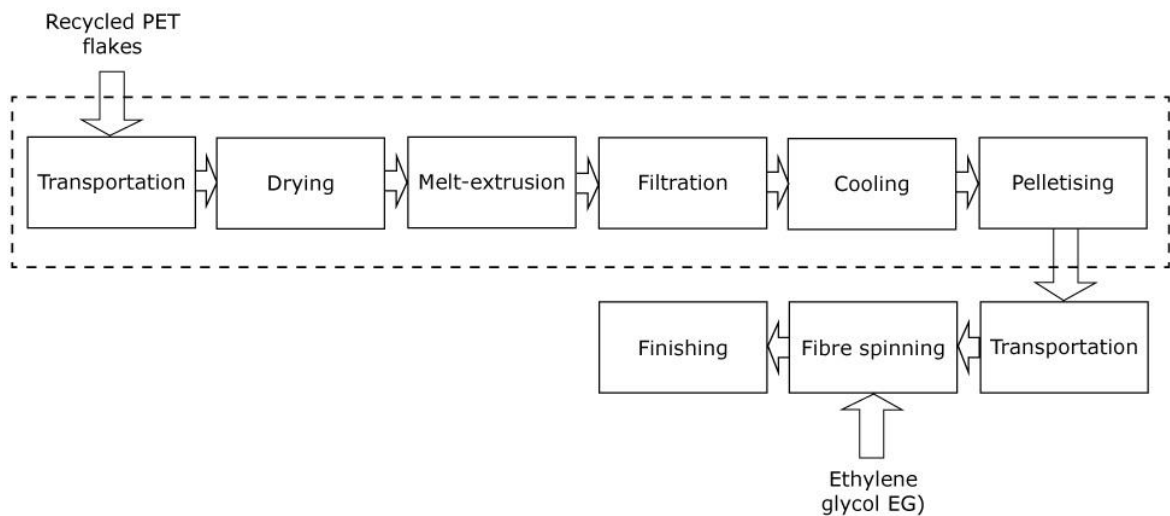 Recycled PET
flakes
Transportation
Drying
Melt-extrusion
Filtration
Cooling
Pelletising
Finishing
Fibre spinning
Transportation
Ethylene
glycol EG)